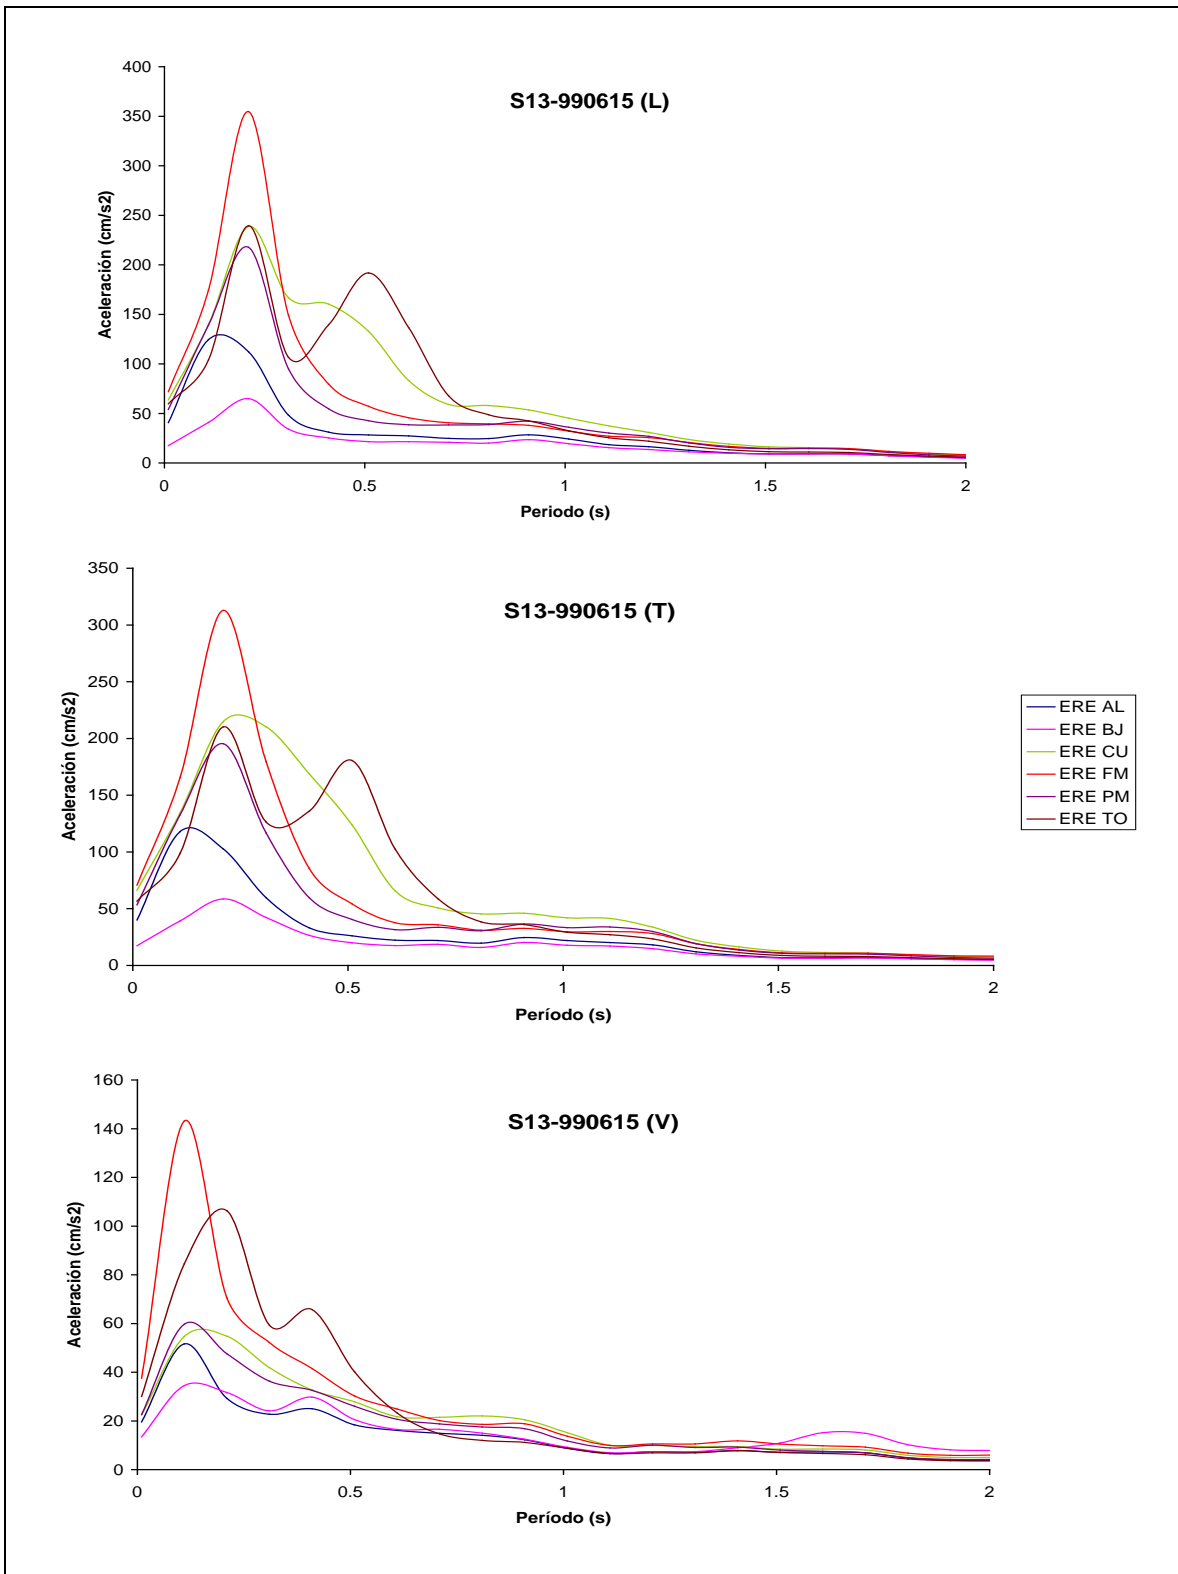 S13-990615 (L)
400
350
300
250
200
150
100
50
0
Aceleración (cm/s2)
0 0.5 1 1.5 2
Periodo (s)
S13-990615 (T)
350
300
250
200
150
100
50
0
Aceleración (cm/s2)
0 0.5 1 1.5 2
Período (s)
ERE AL
ERE BJ
ERE CU
ERE FM
ERE PM
ERE TO
S13-990615 (V)
160
140
120
100
80
60
40
20
0
Aceleración (cm/s2)
0 0.5 1 1.5 2
Período (s)